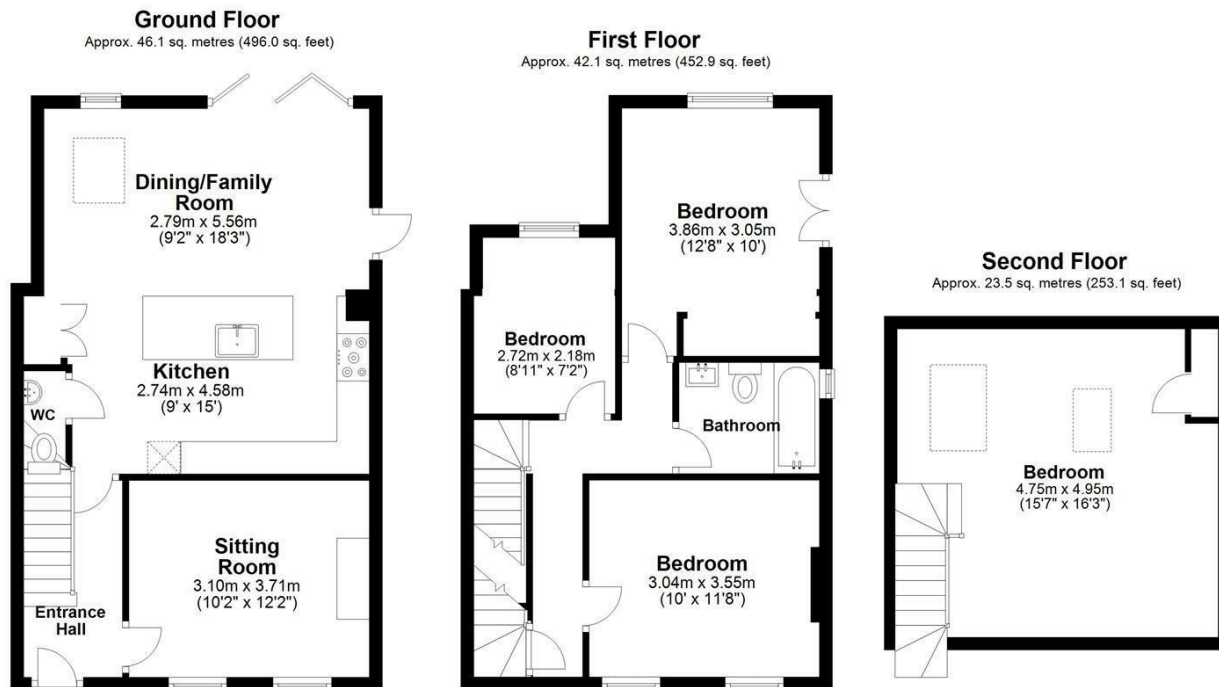 Ground Floor
Approx. 46.1 sq. metres (496.0 sq. feet)
Dining/Family
Room
2.79m x 5.56m
(9'2" x 18'3")
Kitchen
2.74m x 4.58m
(9' x 15')
WC
Sitting
Room
3.10m x 3.71m
(10'2" x 12'2")
Entrance
Hall
First Floor
Approx. 42.1 sq. metres (452.9 sq. feet)
Bedroom
3.86m x 3.05m
(12'8" x 10')
Bedroom
2.72m x 2.18m
(8'11" x 7'2")
Bathroom
Bedroom
3.04m x 3.55m
(10' x 11'8")
Second Floor
Approx. 23.5 sq. metres (253.1 sq. feet)
Bedroom
4.75m x 4.95m
(15'7" x 16'3")